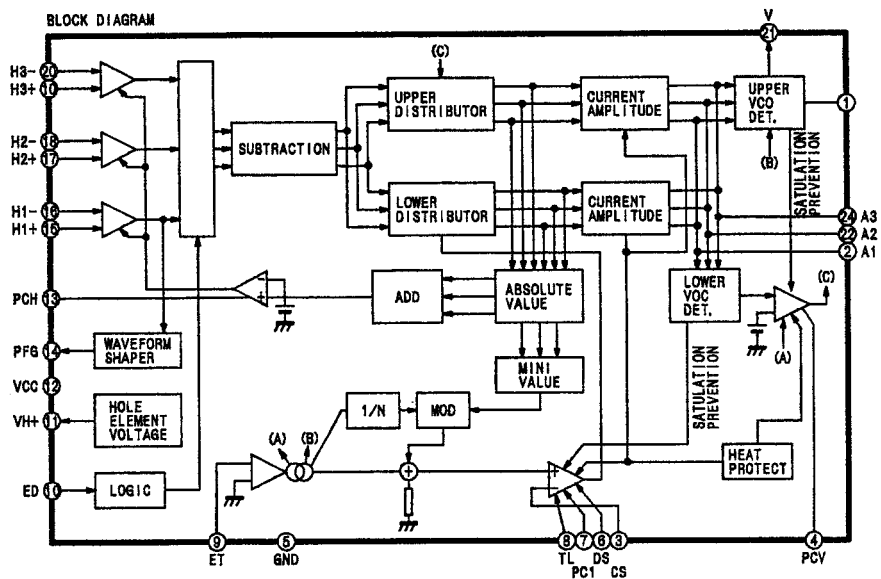 BLOCK DIAGRAM
V
21
H3- 20
H3+ 10
H2- 18
H2+ 17
H1- 16
H1+ 15
PCH 13
PFG 14
VCC 12
VH+ 11
ED 10
(C)
UPPER
DISTRIBUTOR
CURRENT
AMPLITUDE
UPPER
VCO
DET.
1
(B)
SUBTRACTION
LOWER
DISTRIBUTOR
CURRENT
AMPLITUDE
SATULATION
PREVENTION
24 A3
22 A2
2 A1
ADD
ABSOLUTE
VALUE
LOWER
VOC
DET.
(C)
(A)
WAVEFORM
SHAPER
MINI
VALUE
SATULATION
PREVENTION
HOLE
ELEMENT
VOLTAGE
1/N
MOD
(A)
(B)
HEAT
PROTECT
LOGIC
+
+
-
9
ET
5
GND
8
TL
7
PC1
6
DS
3
CS
4
PCV